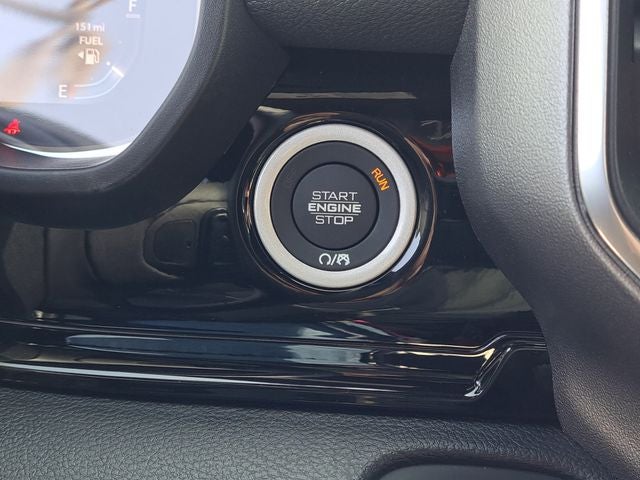 F
151 mi
FUEL
E
RUN
START
ENGINE
STOP